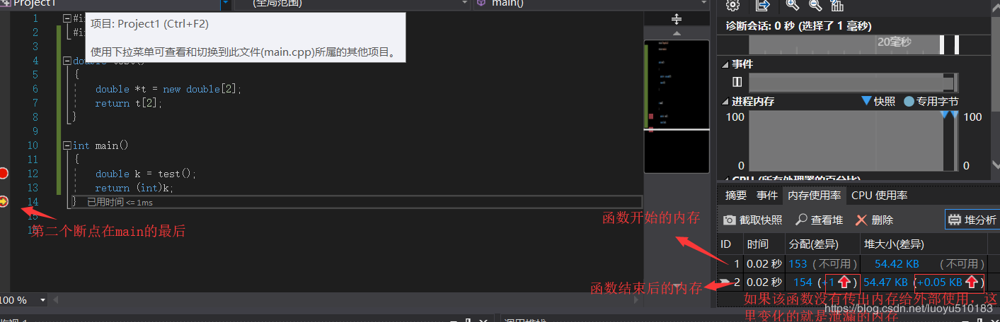 Project1
(全局范围)
main()
1 #i
2 #i
项目: Project1 (Ctrl+F2)
使用下拉菜单可查看和切换到此文件(main.cpp)所属的其他项目。
3
4 double test()
5 {
6 double *t = new double[2];
7 return t[2];
8 }
9
10 int main()
11 {
12 double k = test();
13 return (int)k;
14 } 已用时间 <= 1ms
15
第二个断点在main的最后
100 %
诊断会话: 0 秒 (选择了 1 毫秒)
20毫秒
事件
进程内存
快照
专用字节
100
100
0
0
CPU (所有处理器的百分比)
摘要 事件 内存使用率 CPU 使用率
截取快照 查看堆 删除 堆分析
ID 时间 分配(差异) 堆大小(差异)
1 0.02 秒 153 (不可用) 54.42 KB (不可用)
2 0.02 秒 154 (+1 ) 54.47 KB (+0.05 KB )
函数开始的内存
函数结束后的内存
如果该函数没有传出内存给外部使用,这
里变化的就是泄漏的内存
https://blog.csdn.net/luoyu510183
监视 1
调用堆栈